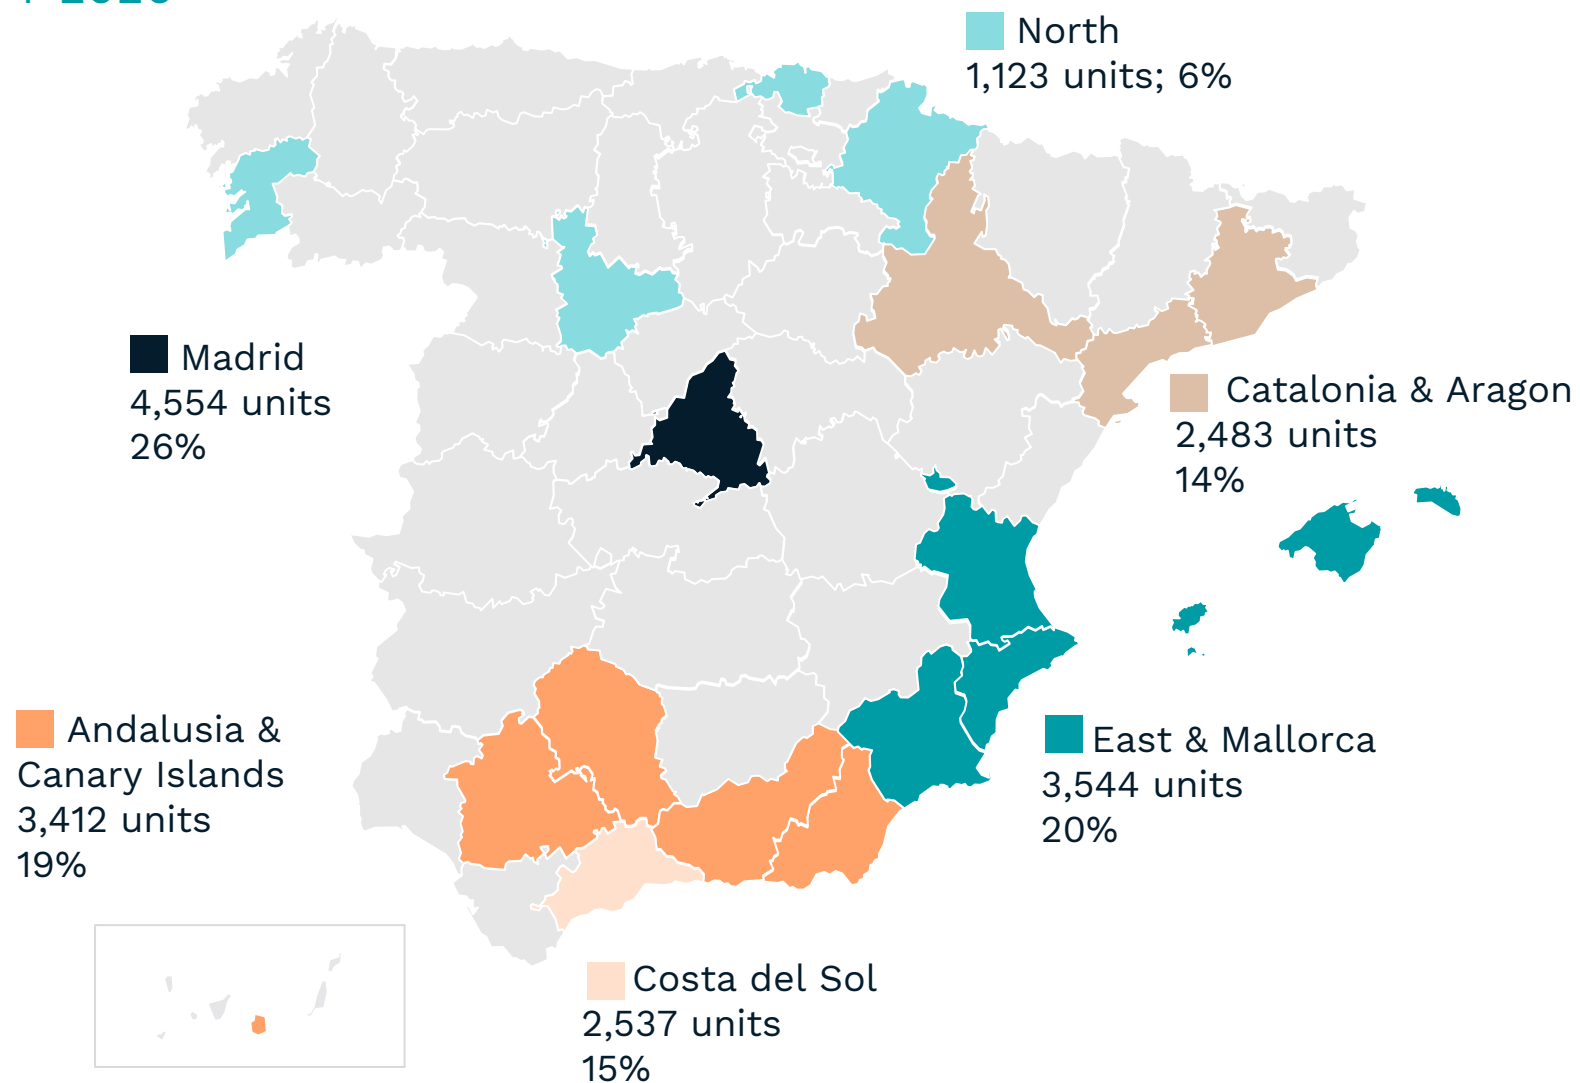 North
1,123 units; 6%
Madrid
4,554 units
26%
Catalonia & Aragon
2,483 units
14%
Andalusia &
Canary Islands
3,412 units
19%
East & Mallorca
3,544 units
20%
Costa del Sol
2,537 units
15%